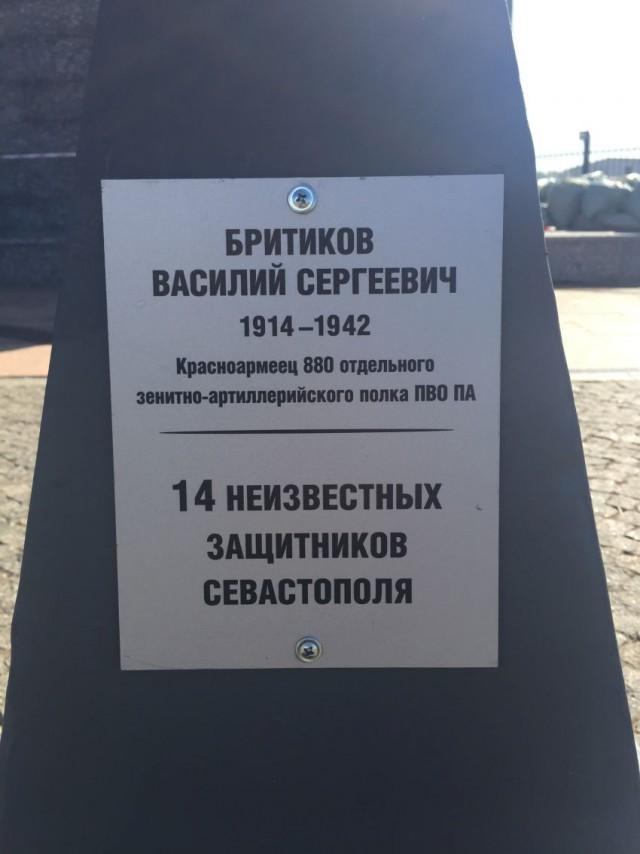 БРИТИКОВ
ВАСИЛИЙ СЕРГЕЕВИЧ
1914–1942
Красноармеец 880 отдельного
зенитно-артиллерийского полка ПВО ПА
14 НЕИЗВЕСТНЫХ
ЗАЩИТНИКОВ
СЕВАСТОПОЛЯ